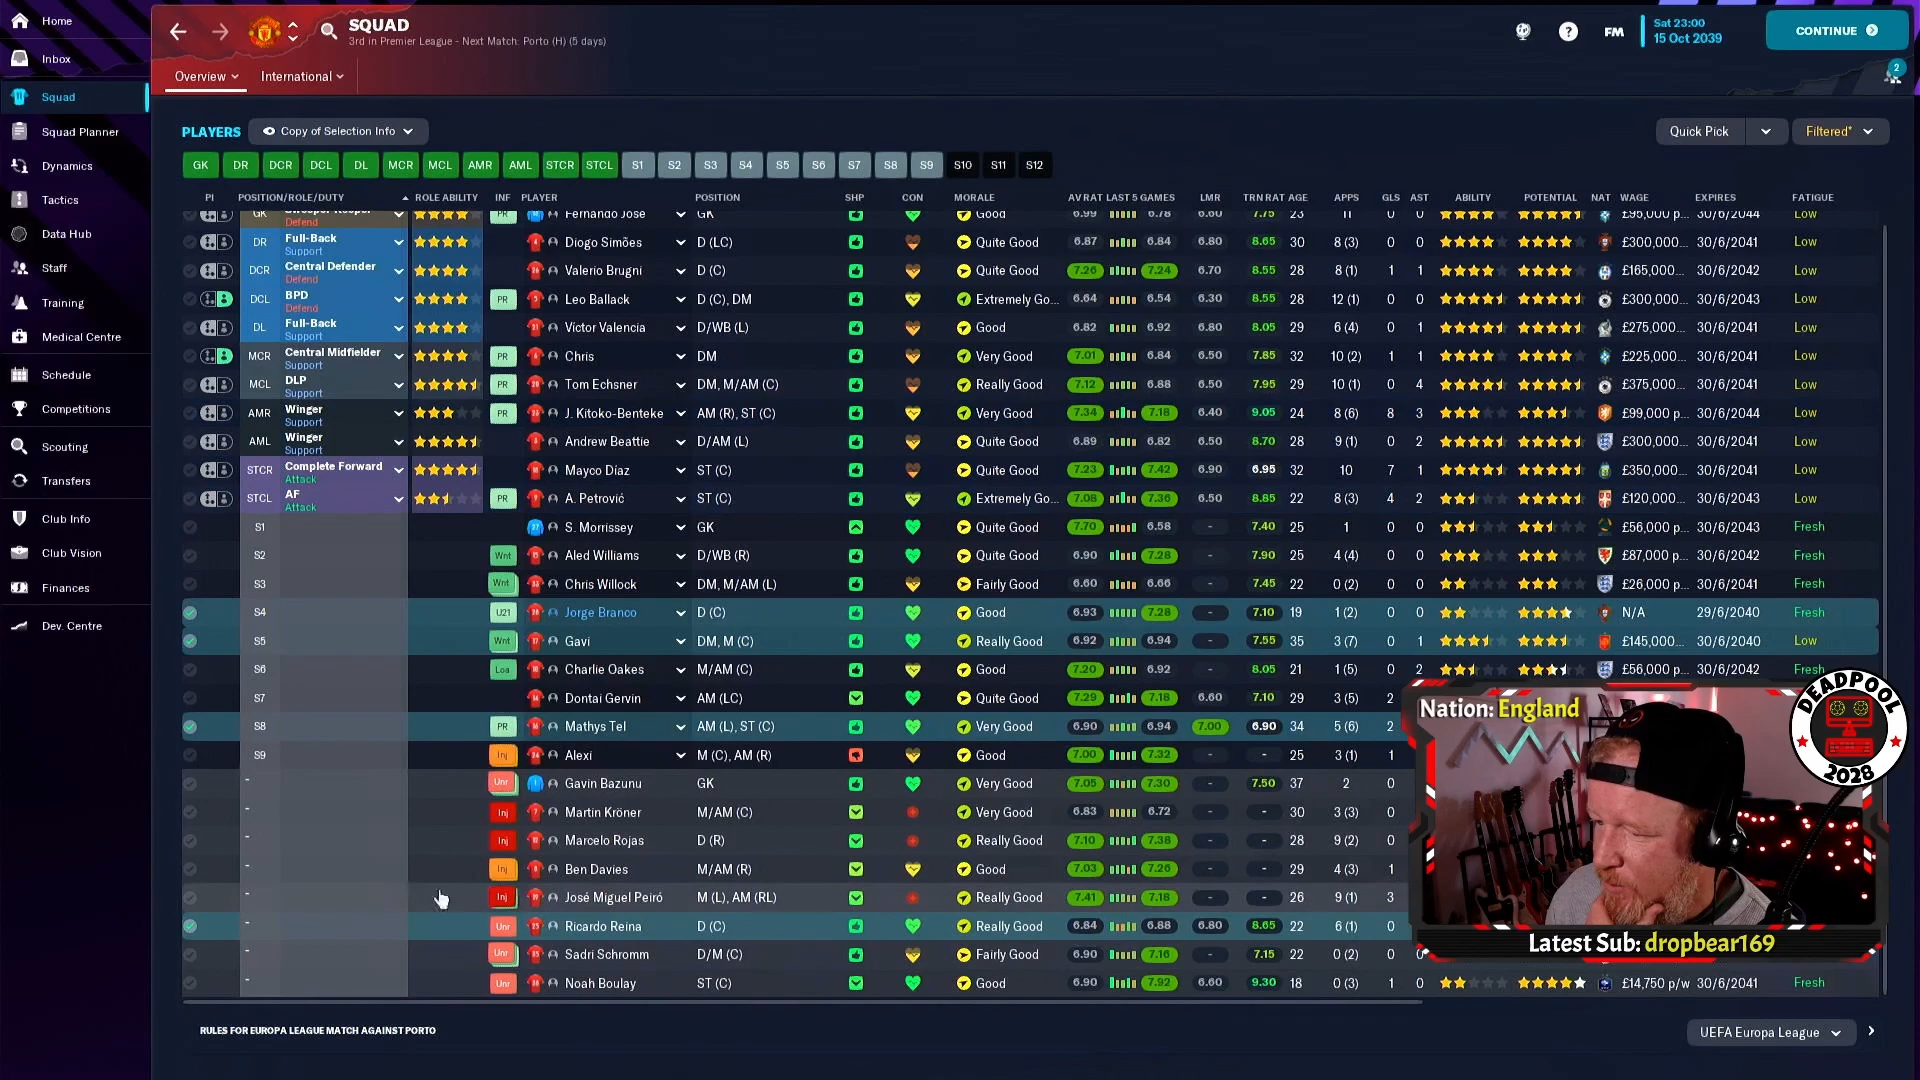 Home
Inbox
Squad
Squad Planner
Dynamics
Tactics
Data Hub
Staff
Training
Medical Centre
Schedule
Competitions
Scouting
Transfers
Club Info
Club Vision
Finances
Dev. Centre
SQUAD
3rd in Premier League - Next Match: Porto (H) (5 days)
FM
Sat 23:00
15 Oct 2039
CONTINUE
2
Overview
International
PLAYERS
Copy of Selection Info
Quick Pick
Filtered*
GK DR DCR DCL DL MCR MCL AMR AML STCR STCL S1 S2 S3 S4 S5 S6 S7 S8 S9 S10 S11 S12
PI POSITION/ROLE/DUTY ROLE ABILITY INF PLAYER POSITION SHP CON MORALE AV RAT LAST 5 GAMES LMR TRN RAT AGE APPS GLS AST ABILITY POTENTIAL NAT WAGE EXPIRES FATIGUE
GK Sweeper Keeper Defend PR Fernando José GK Good 6.99 6.78 6.60 7.75 23 11 0 0 £95,000 p... 30/6/2044 Low
DR Full-Back Support Diogo Simões D (LC) Quite Good 6.87 6.84 6.80 8.65 30 8 (3) 0 0 £300,000... 30/6/2041 Low
DCR Central Defender Defend Valerio Brugni D (C) Quite Good 7.26 7.24 6.70 8.55 28 8 (1) 1 1 £165,000... 30/6/2042 Low
DCL BPD Defend PR Leo Ballack D (C), DM Extremely Go... 6.64 6.54 6.30 8.55 28 12 (1) 0 0 £300,000... 30/6/2043 Low
DL Full-Back Support Víctor Valencia D/WB (L) Good 6.82 6.92 6.80 8.05 29 6 (4) 0 1 £275,000... 30/6/2041 Low
MCR Central Midfielder Support PR Chris DM Very Good 7.01 6.84 6.50 7.85 32 10 (2) 1 1 £225,000... 30/6/2041 Low
MCL DLP Support PR Tom Echsner DM, M/AM (C) Really Good 7.12 6.88 6.50 7.95 29 10 (1) 0 4 £375,000... 30/6/2041 Low
AMR Winger Support PR J. Kitoko-Benteke AM (R), ST (C) Very Good 7.34 7.18 6.40 9.05 24 8 (6) 8 3 £99,000 p... 30/6/2044 Low
AML Winger Support Andrew Beattie D/AM (L) Quite Good 6.89 6.82 6.50 8.70 28 9 (1) 0 2 £300,000... 30/6/2041 Low
STCR Complete Forward Attack Mayco Díaz ST (C) Quite Good 7.23 7.42 6.90 6.95 32 10 7 1 £350,000... 30/6/2041 Low
STCL AF Attack PR A. Petrović ST (C) Extremely Go... 7.08 7.36 6.50 8.85 22 8 (3) 4 2 £120,000... 30/6/2043 Low
S1 S. Morrissey GK Quite Good 7.70 6.58 - 7.40 25 1 0 0 £56,000 p... 30/6/2043 Fresh
S2 Wnt Aled Williams D/WB (R) Quite Good 6.90 7.28 - 7.90 25 4 (4) 0 0 £87,000 p... 30/6/2042 Fresh
S3 Wnt Chris Willock DM, M/AM (L) Fairly Good 6.60 6.66 - 7.45 22 0 (2) 0 0 £26,000 p... 30/6/2041 Fresh
S4 U21 Jorge Branco D (C) Good 6.93 7.28 - 7.10 19 1 (2) 0 0 N/A 29/6/2040 Fresh
S5 Wnt Gavi DM, M (C) Really Good 6.92 6.94 - 7.55 35 3 (7) 0 1 £145,000... 30/6/2040 Low
S6 Loa Charlie Oakes M/AM (C) Good 7.20 6.92 - 8.05 21 1 (5) 0 2 £56,000 p... 30/6/2042 Fresh
S7 Dontai Gervin AM (LC) Quite Good 7.29 7.18 6.60 7.10 29 3 (5) 2
S8 PR Mathys Tel AM (L), ST (C) Very Good 6.90 6.94 7.00 6.90 34 5 (6) 2
S9 Inj Alexi M (C), AM (R) Good 7.00 7.32 - - 25 3 (1) 1
- Unr Gavin Bazunu GK Very Good 7.05 7.30 - 7.50 37 2 0
- Inj Martin Kröner M/AM (C) Very Good 6.83 6.72 - - 30 3 (3) 0
- Inj Marcelo Rojas D (R) Really Good 7.10 7.38 - - 28 9 (2) 0
- Inj Ben Davies M/AM (R) Good 7.03 7.26 - - 29 4 (3) 1
- Inj José Miguel Peiró M (L), AM (RL) Really Good 7.41 7.18 - - 26 9 (1) 3
- Unr Ricardo Reina D (C) Really Good 6.84 6.88 6.80 8.65 22 6 (1) 0
- Unr Sadri Schromm D/M (C) Fairly Good 6.90 7.16 - 7.15 22 0 (2) 0
- Unr Noah Boulay ST (C) Good 6.90 7.92 6.60 9.30 18 0 (3) 1 0 £14,750 p/w 30/6/2041 Fresh
RULES FOR EUROPA LEAGUE MATCH AGAINST PORTO
UEFA Europa League
Nation: England
DEADPOOL
2028
Latest Sub: dropbear169